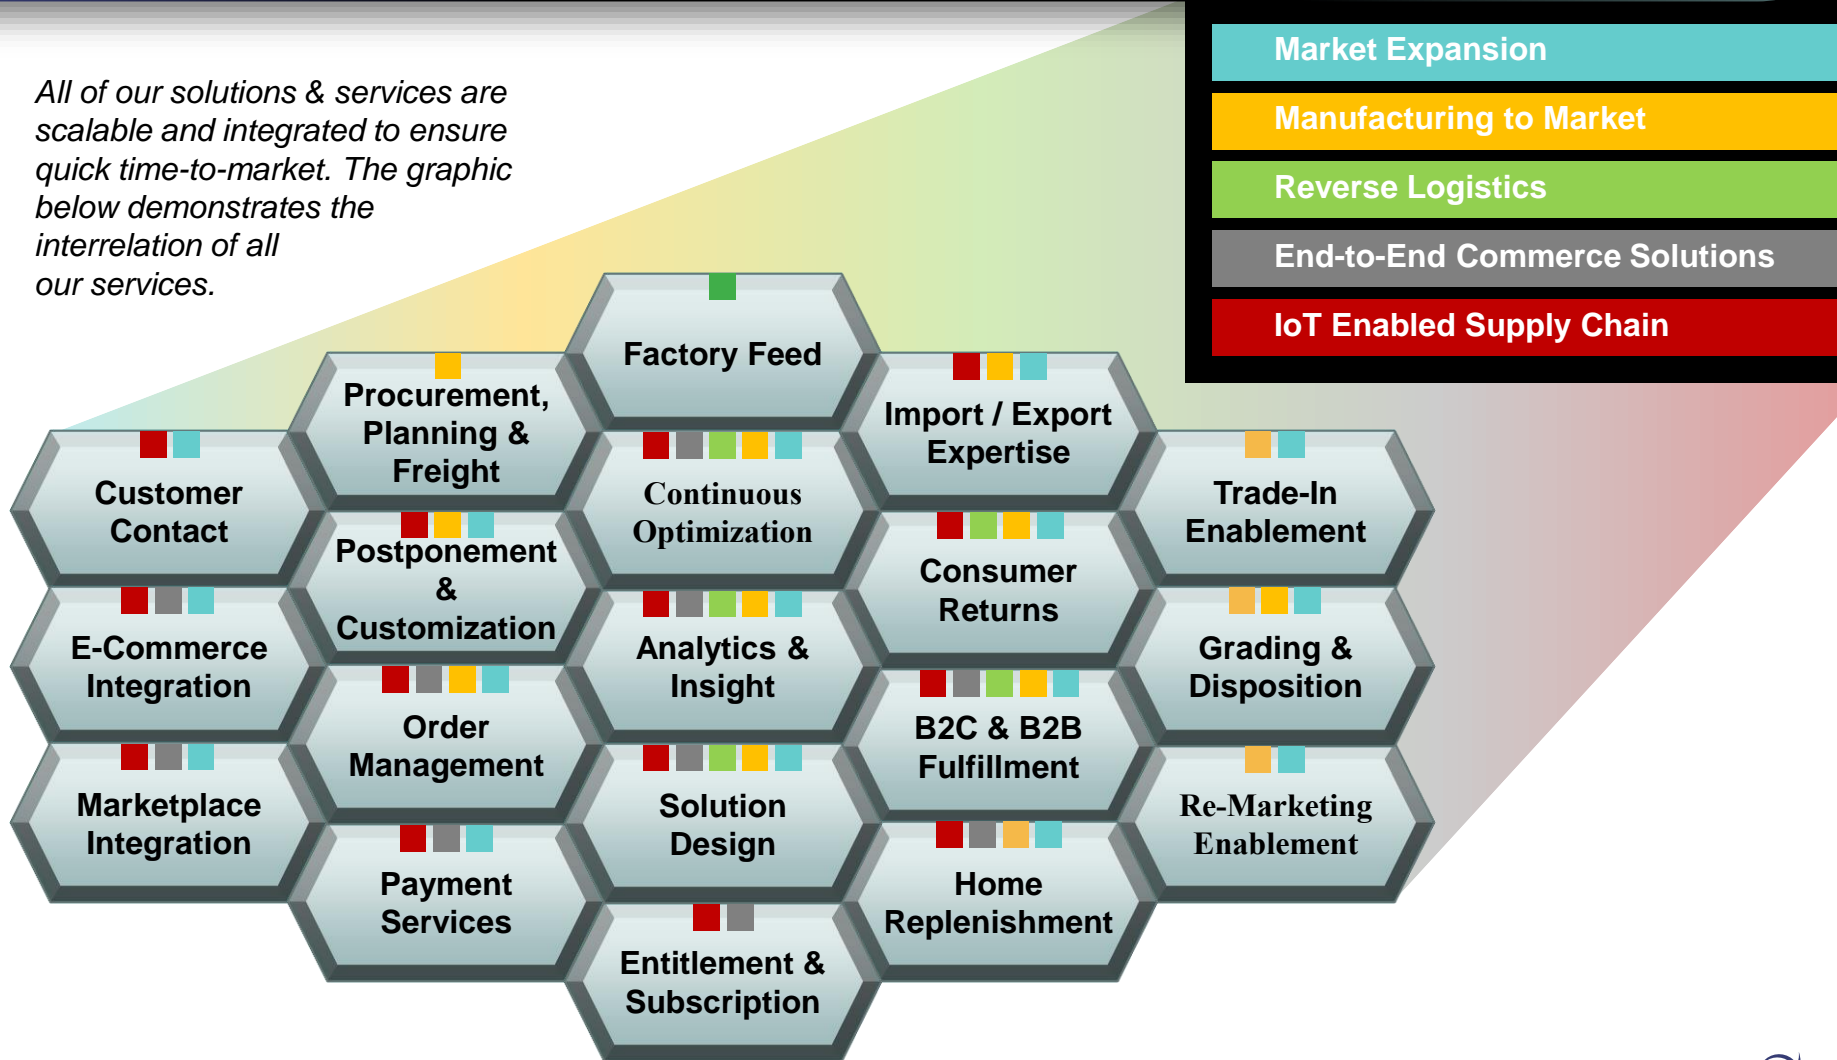 All of our solutions & services are
scalable and integrated to ensure
quick time-to-market. The graphic
below demonstrates the
interrelation of all
our services.
Market Expansion
Manufacturing to Market
Reverse Logistics
End-to-End Commerce Solutions
IoT Enabled Supply Chain
Customer
Contact
E-Commerce
Integration
Marketplace
Integration
Procurement,
Planning &
Freight
Postponement
&
Customization
Order
Management
Payment
Services
Factory Feed
Continuous
Optimization
Analytics &
Insight
Solution
Design
Entitlement &
Subscription
Import / Export
Expertise
Consumer
Returns
B2C & B2B
Fulfillment
Home
Replenishment
Trade-In
Enablement
Grading &
Disposition
Re-Marketing
Enablement